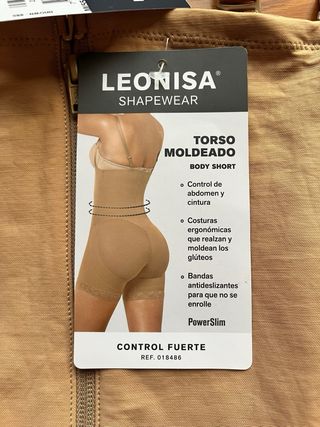 LEONISA®
SHAPEWEAR
TORSO
MOLDEADO
BODY SHORT
Control de
abdomen y
cintura
Costuras
ergonómicas
que realzan y
moldean los
glúteos
Bandas
antideslizantes
para que no se
enrolle
PowerSlim
CONTROL FUERTE
REF. 018486